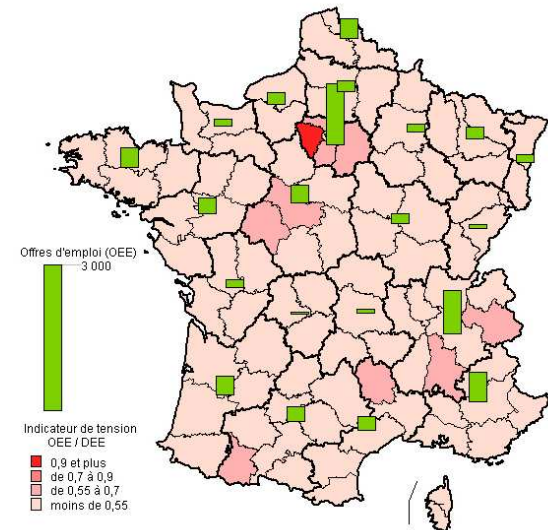 Offres d'emploi (OEE)
3 000
Indicateur de tension
OEE / DEE
0,9 et plus
de 0,7 à 0,9
de 0,55 à 0,7
moins de 0,55